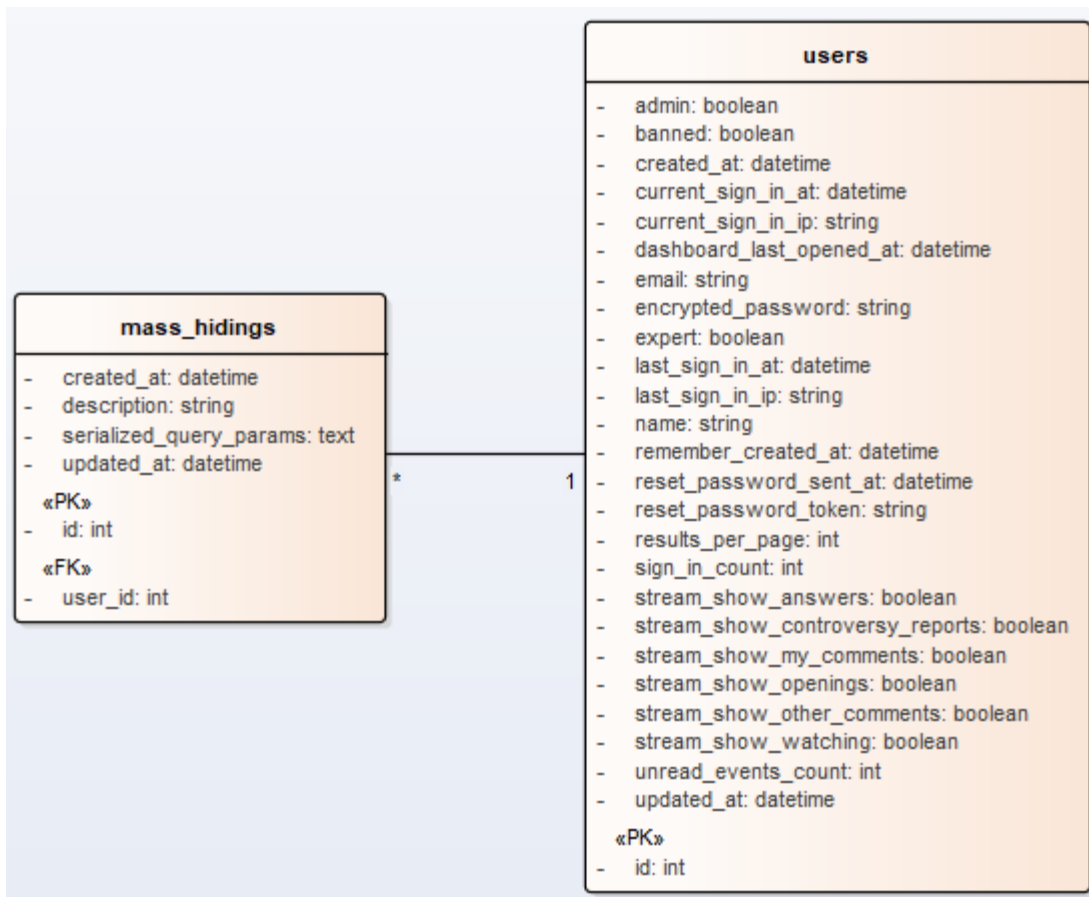 mass_hidings
- created_at: datetime
- description: string
- serialized_query_params: text
- updated_at: datetime
«PK»
- id: int
«FK»
- user_id: int
* 1
users
- admin: boolean
- banned: boolean
- created_at: datetime
- current_sign_in_at: datetime
- current_sign_in_ip: string
- dashboard_last_opened_at: datetime
- email: string
- encrypted_password: string
- expert: boolean
- last_sign_in_at: datetime
- last_sign_in_ip: string
- name: string
- remember_created_at: datetime
- reset_password_sent_at: datetime
- reset_password_token: string
- results_per_page: int
- sign_in_count: int
- stream_show_answers: boolean
- stream_show_controversy_reports: boolean
- stream_show_my_comments: boolean
- stream_show_openings: boolean
- stream_show_other_comments: boolean
- stream_show_watching: boolean
- unread_events_count: int
- updated_at: datetime
«PK»
- id: int